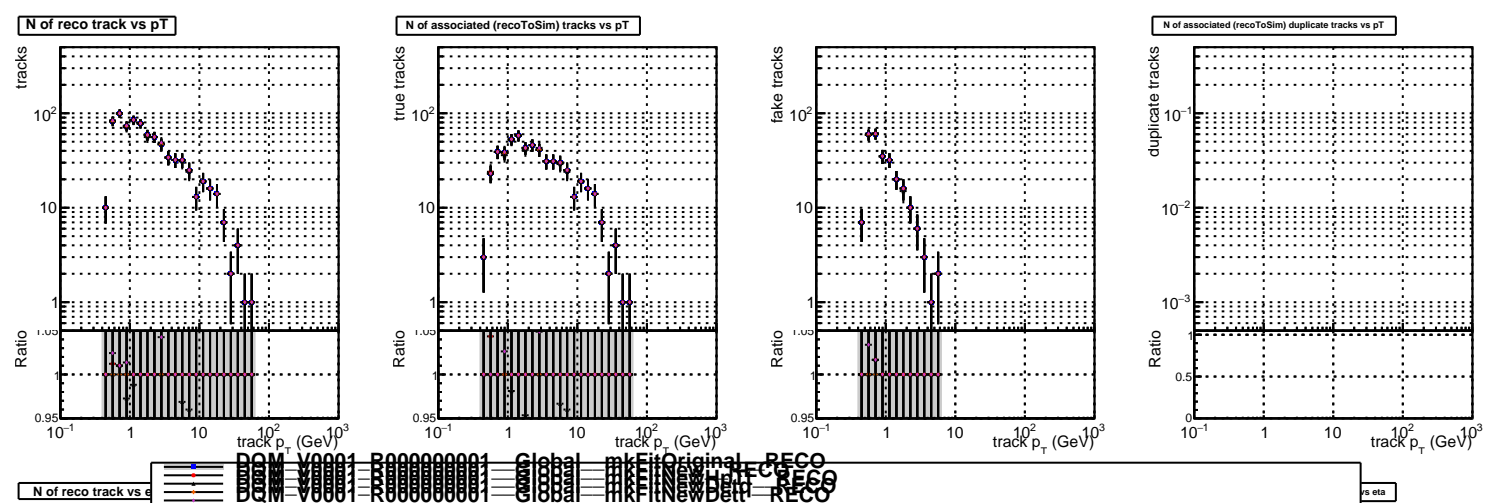 N of reco track vs pT
N of associated (recoToSim) tracks vs pT
N of associated (recoToSim) duplicate tracks vs pT
tracks
10²
10
1
Ratio
1.05
1
0.95
10⁻¹ 1 10 10² 10³
track p_T (GeV)
true tracks
10²
10
1
Ratio
1.05
1
0.95
10⁻¹ 1 10 10² 10³
track p_T (GeV)
fake tracks
10²
10
1
Ratio
1.05
1
0.95
10⁻¹ 1 10 10² 10³
track p_T (GeV)
duplicate tracks
10⁻¹
10⁻²
10⁻³
Ratio
1
0.5
0
10⁻¹ 1 10 10² 10³
track p_T (GeV)
DQM_V0001_R000000001__Global__mkFitOriginal__RECO
DQM_V0001_R000000001__Global__mkFitNew__RECO
DQM_V0001_R000000001__Global__mkFitNewDett__RECO
N of reco track vs e
vs eta